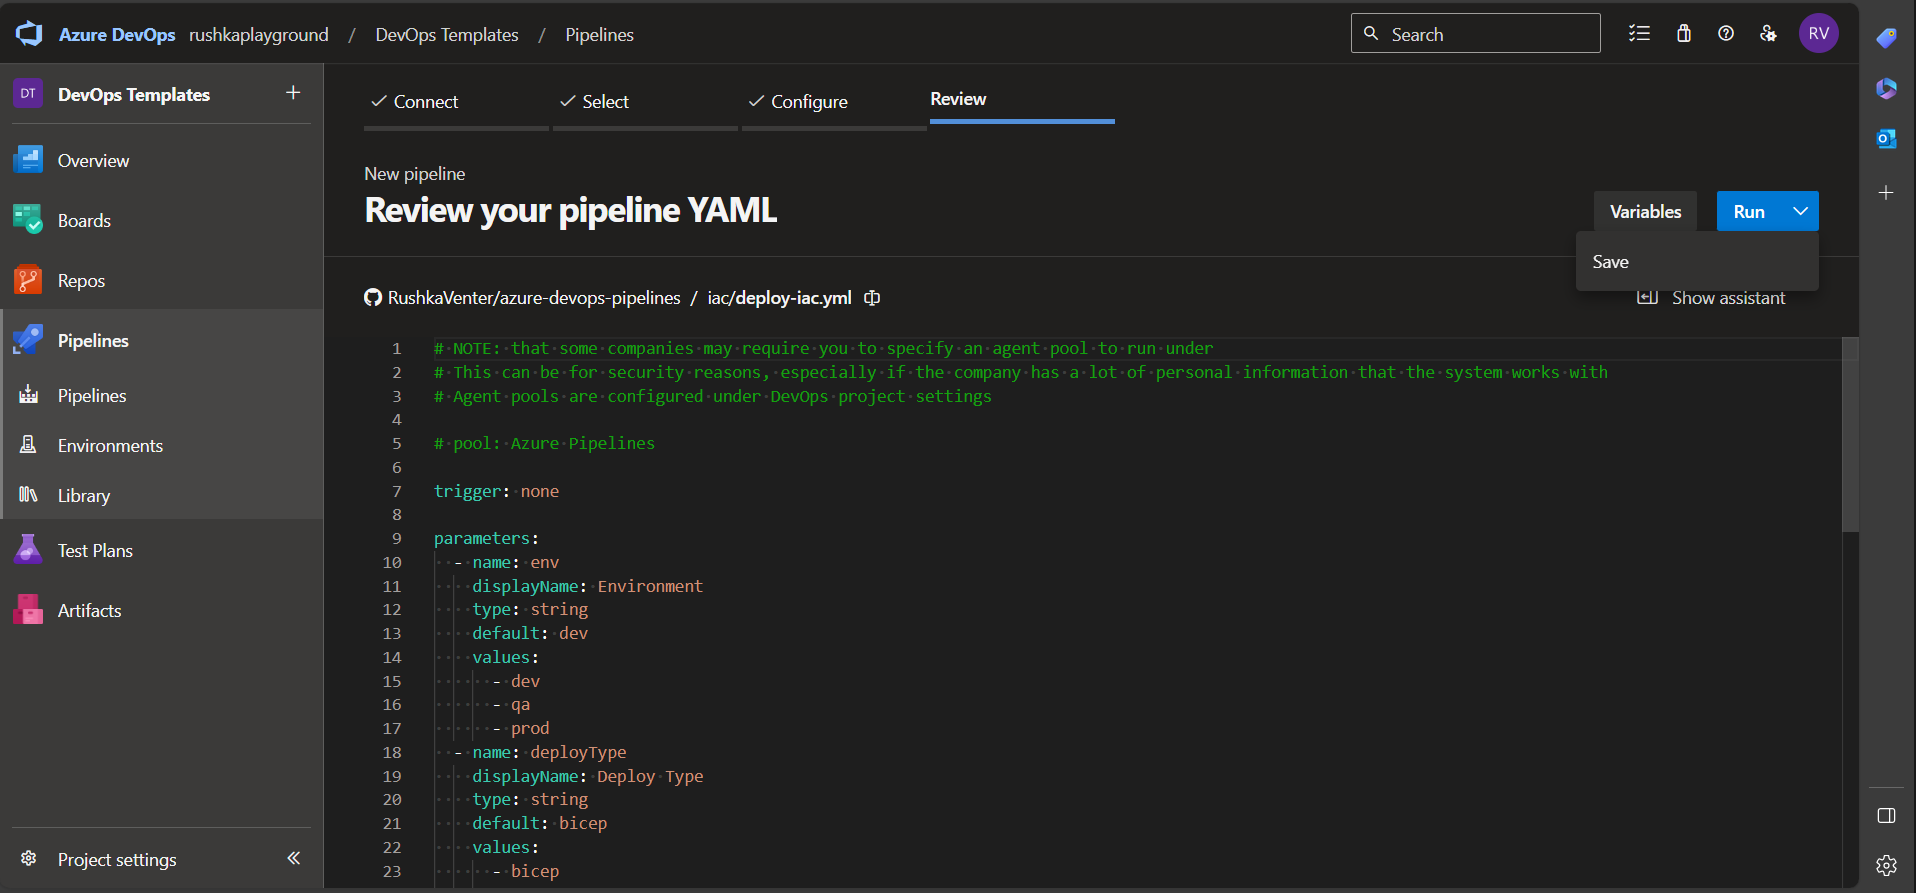 Azure DevOps rushkaplayground / DevOps Templates / Pipelines
Search
RV
DT DevOps Templates
Overview
Boards
Repos
Pipelines
Pipelines
Environments
Library
Test Plans
Artifacts
Project settings
Connect Select Configure Review
New pipeline
Review your pipeline YAML
Variables Run
Save
RushkaVenter/azure-devops-pipelines / iac/deploy-iac.yml
Show assistant
1 # NOTE: that some companies may require you to specify an agent pool to run under
2 # This can be for security reasons, especially if the company has a lot of personal information that the system works with
3 # Agent pools are configured under DevOps project settings
4
5 # pool: Azure Pipelines
6
7 trigger: none
8
9 parameters:
10 - name: env
11 displayName: Environment
12 type: string
13 default: dev
14 values:
15 - dev
16 - qa
17 - prod
18 - name: deployType
19 displayName: Deploy Type
20 type: string
21 default: bicep
22 values:
23 - bicep